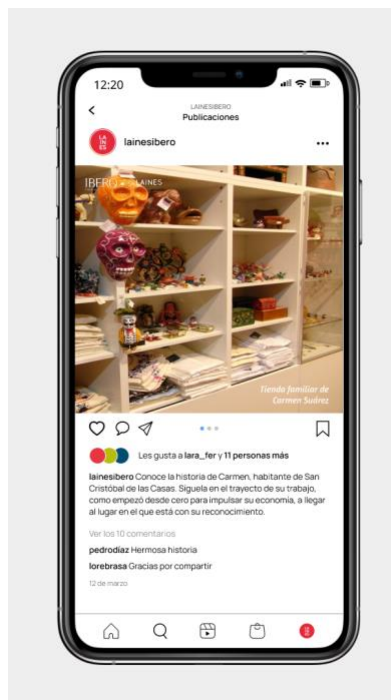 12:20
LAINESIBERO
Publicaciones
LA
IN
ES
lainesibero
IBERO LAINES
Tienda familiar de
Carmen Suárez
Les gusta a lara_fer y 11 personas más
lainesibero Conoce la historia de Carmen, habitante de San
Cristóbal de las Casas. Síguela en el trayecto de su trabajo,
como empezó desde cero para impulsar su economía, a llegar
al lugar en el que está con su reconocimiento.
Ver los 10 comentarios
pedrodíaz Hermosa historia
lorebrasa Gracias por compartir
12 de marzo